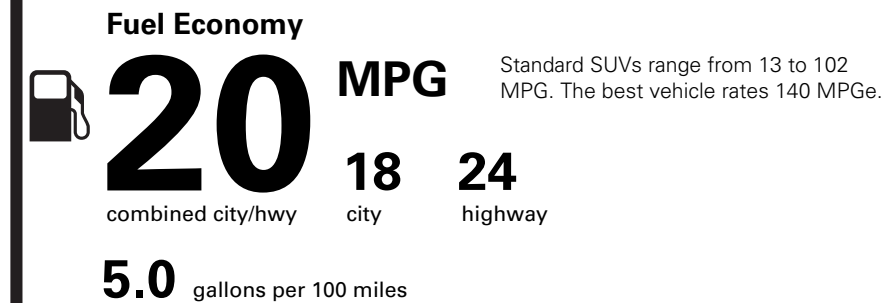 Fuel Economy
20 MPG
Standard SUVs range from 13 to 102
MPG. The best vehicle rates 140 MPGe.
18 24
combined city/hwy city highway
5.0 gallons per 100 miles